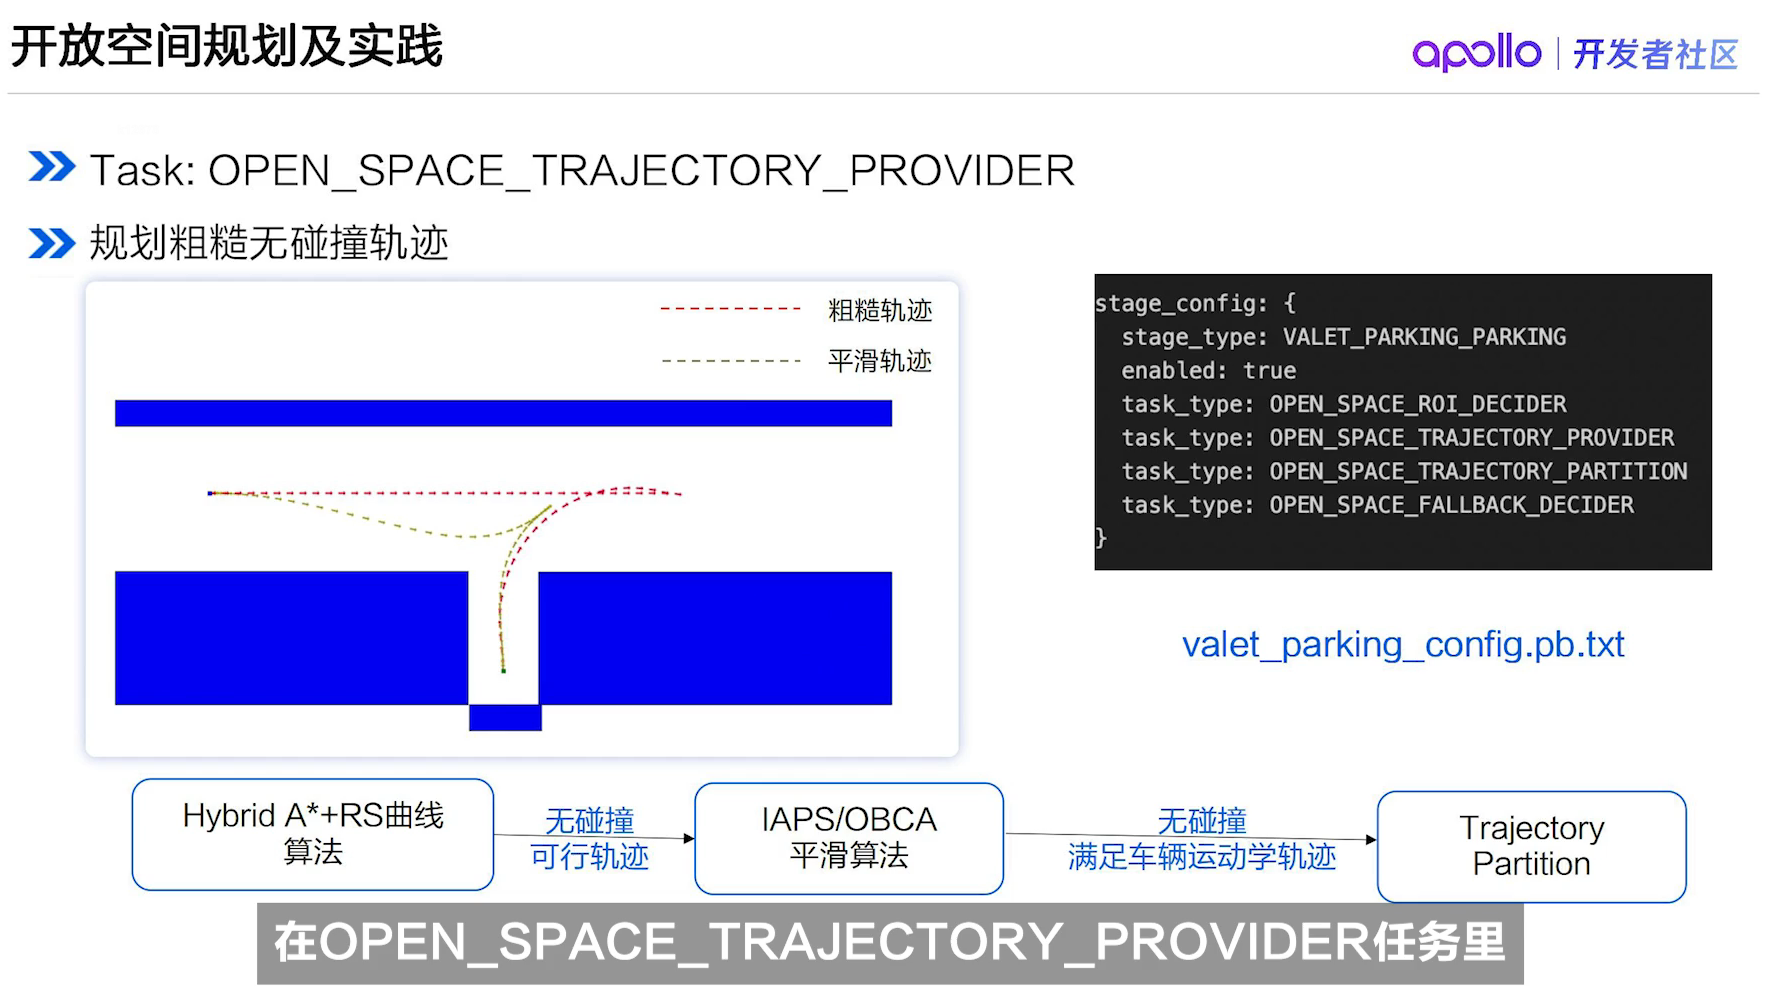 开放空间规划及实践
apollo | 开发者社区
Task: OPEN_SPACE_TRAJECTORY_PROVIDER
规划粗糙无碰撞轨迹
粗糙轨迹
平滑轨迹
stage_config: {
stage_type: VALET_PARKING_PARKING
enabled: true
task_type: OPEN_SPACE_ROI_DECIDER
task_type: OPEN_SPACE_TRAJECTORY_PROVIDER
task_type: OPEN_SPACE_TRAJECTORY_PARTITION
task_type: OPEN_SPACE_FALLBACK_DECIDER
}
valet_parking_config.pb.txt
Hybrid A*+RS曲线
算法
无碰撞
可行轨迹
IAPS/OBCA
平滑算法
无碰撞
满足车辆运动学轨迹
Trajectory
Partition
在OPEN_SPACE_TRAJECTORY_PROVIDER任务里